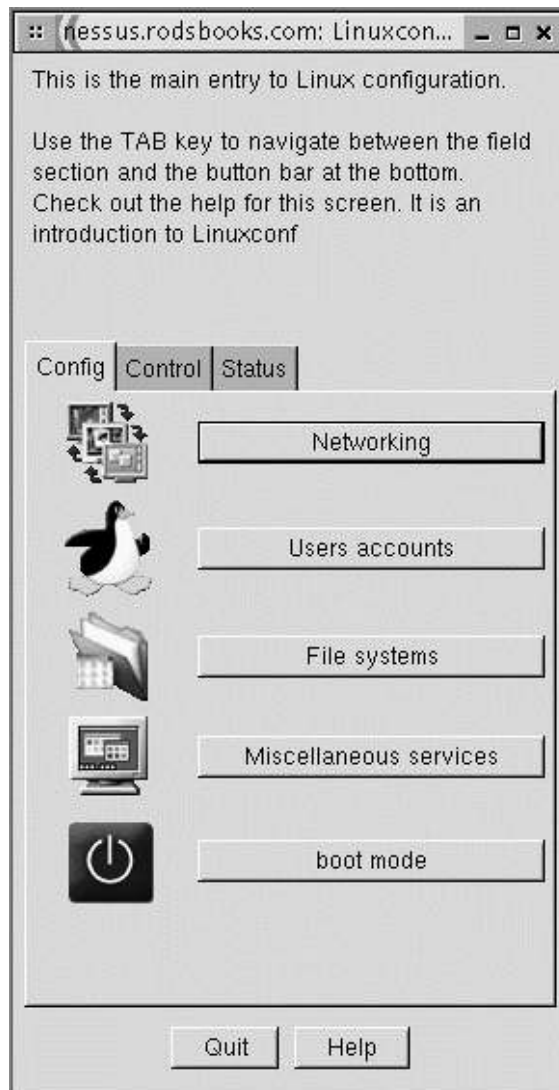 nessus.rodsbooks.com: Linuxcon...
This is the main entry to Linux configuration.
Use the TAB key to navigate between the field
section and the button bar at the bottom.
Check out the help for this screen. It is an
introduction to Linuxconf
Config Control Status
Networking
Users accounts
File systems
Miscellaneous services
boot mode
Quit Help